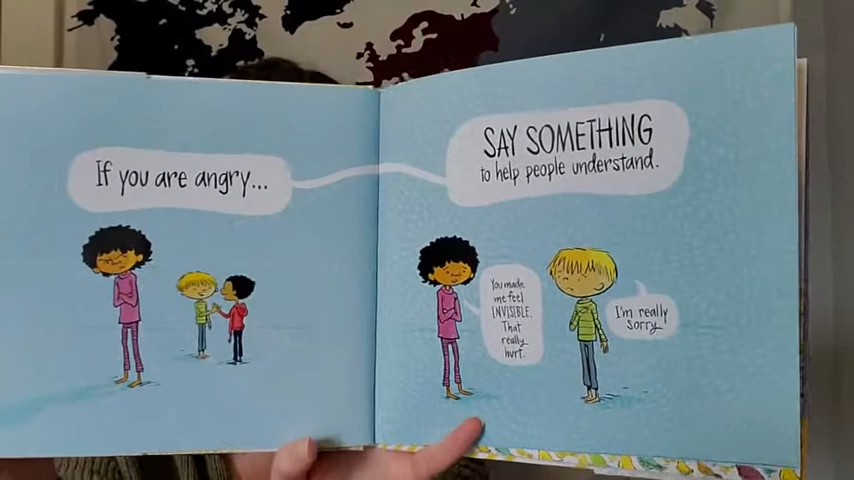 If you are angry...
SAY SOMETHING
to help people understand.
You made
me feel
INVISIBLE.
That
really
hurt.
I'm really
sorry.